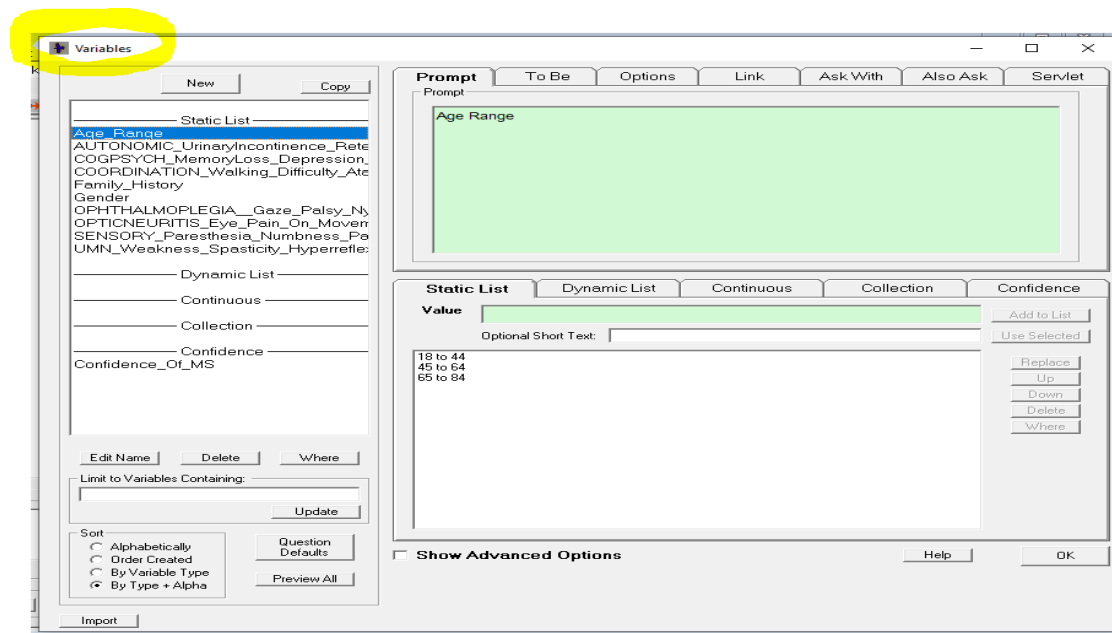 Variables
New
Copy
Static List
Age_Range
AUTONOMIC_UrinaryIncontinence_Rete
COGPSYCH_MemoryLoss_Depression_
COORDINATION_Walking_Difficulty_Ata
Family_History
Gender
OPHTHALMOPLEGIA__Gaze_Palsy_Ny
OPTICNEURITIS_Eye_Pain_On_Movem
SENSORY_Paresthesia_Numbness_Pa
UMN_Weakness_Spasticity_Hyperreflex
Dynamic List
Continuous
Collection
Confidence
Confidence_Of_MS
Edit Name Delete Where
Limit to Variables Containing:
Update
Sort
Alphabetically
Order Created
By Variable Type
By Type + Alpha
Question Defaults
Preview All
Import
Prompt To Be Options Link Ask With Also Ask Servlet
Prompt
Age Range
Static List Dynamic List Continuous Collection Confidence
Value
Add to List
Optional Short Text:
Use Selected
18 to 44
45 to 64
65 to 84
Replace
Up
Down
Delete
Where
Show Advanced Options
Help
OK